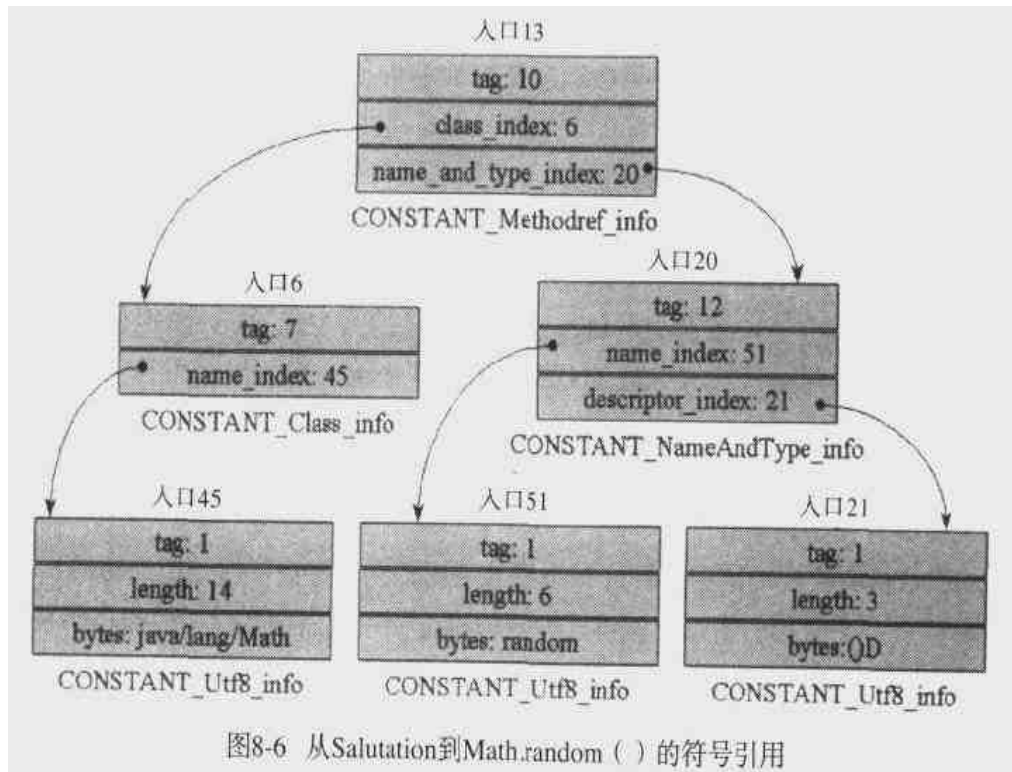 入口13
tag: 10
class_index: 6
name_and_type_index: 20
CONSTANT_Methodref_info
入口6
tag: 7
name_index: 45
CONSTANT_Class_info
入口20
tag: 12
name_index: 51
descriptor_index: 21
CONSTANT_NameAndType_info
入口45
tag: 1
length: 14
bytes: java/lang/Math
CONSTANT_Utf8_info
入口51
tag: 1
length: 6
bytes: random
CONSTANT_Utf8_info
入口21
tag: 1
length: 3
bytes:()D
CONSTANT_Utf8_info
图8-6 从Salutation到Math.random（ ）的符号引用